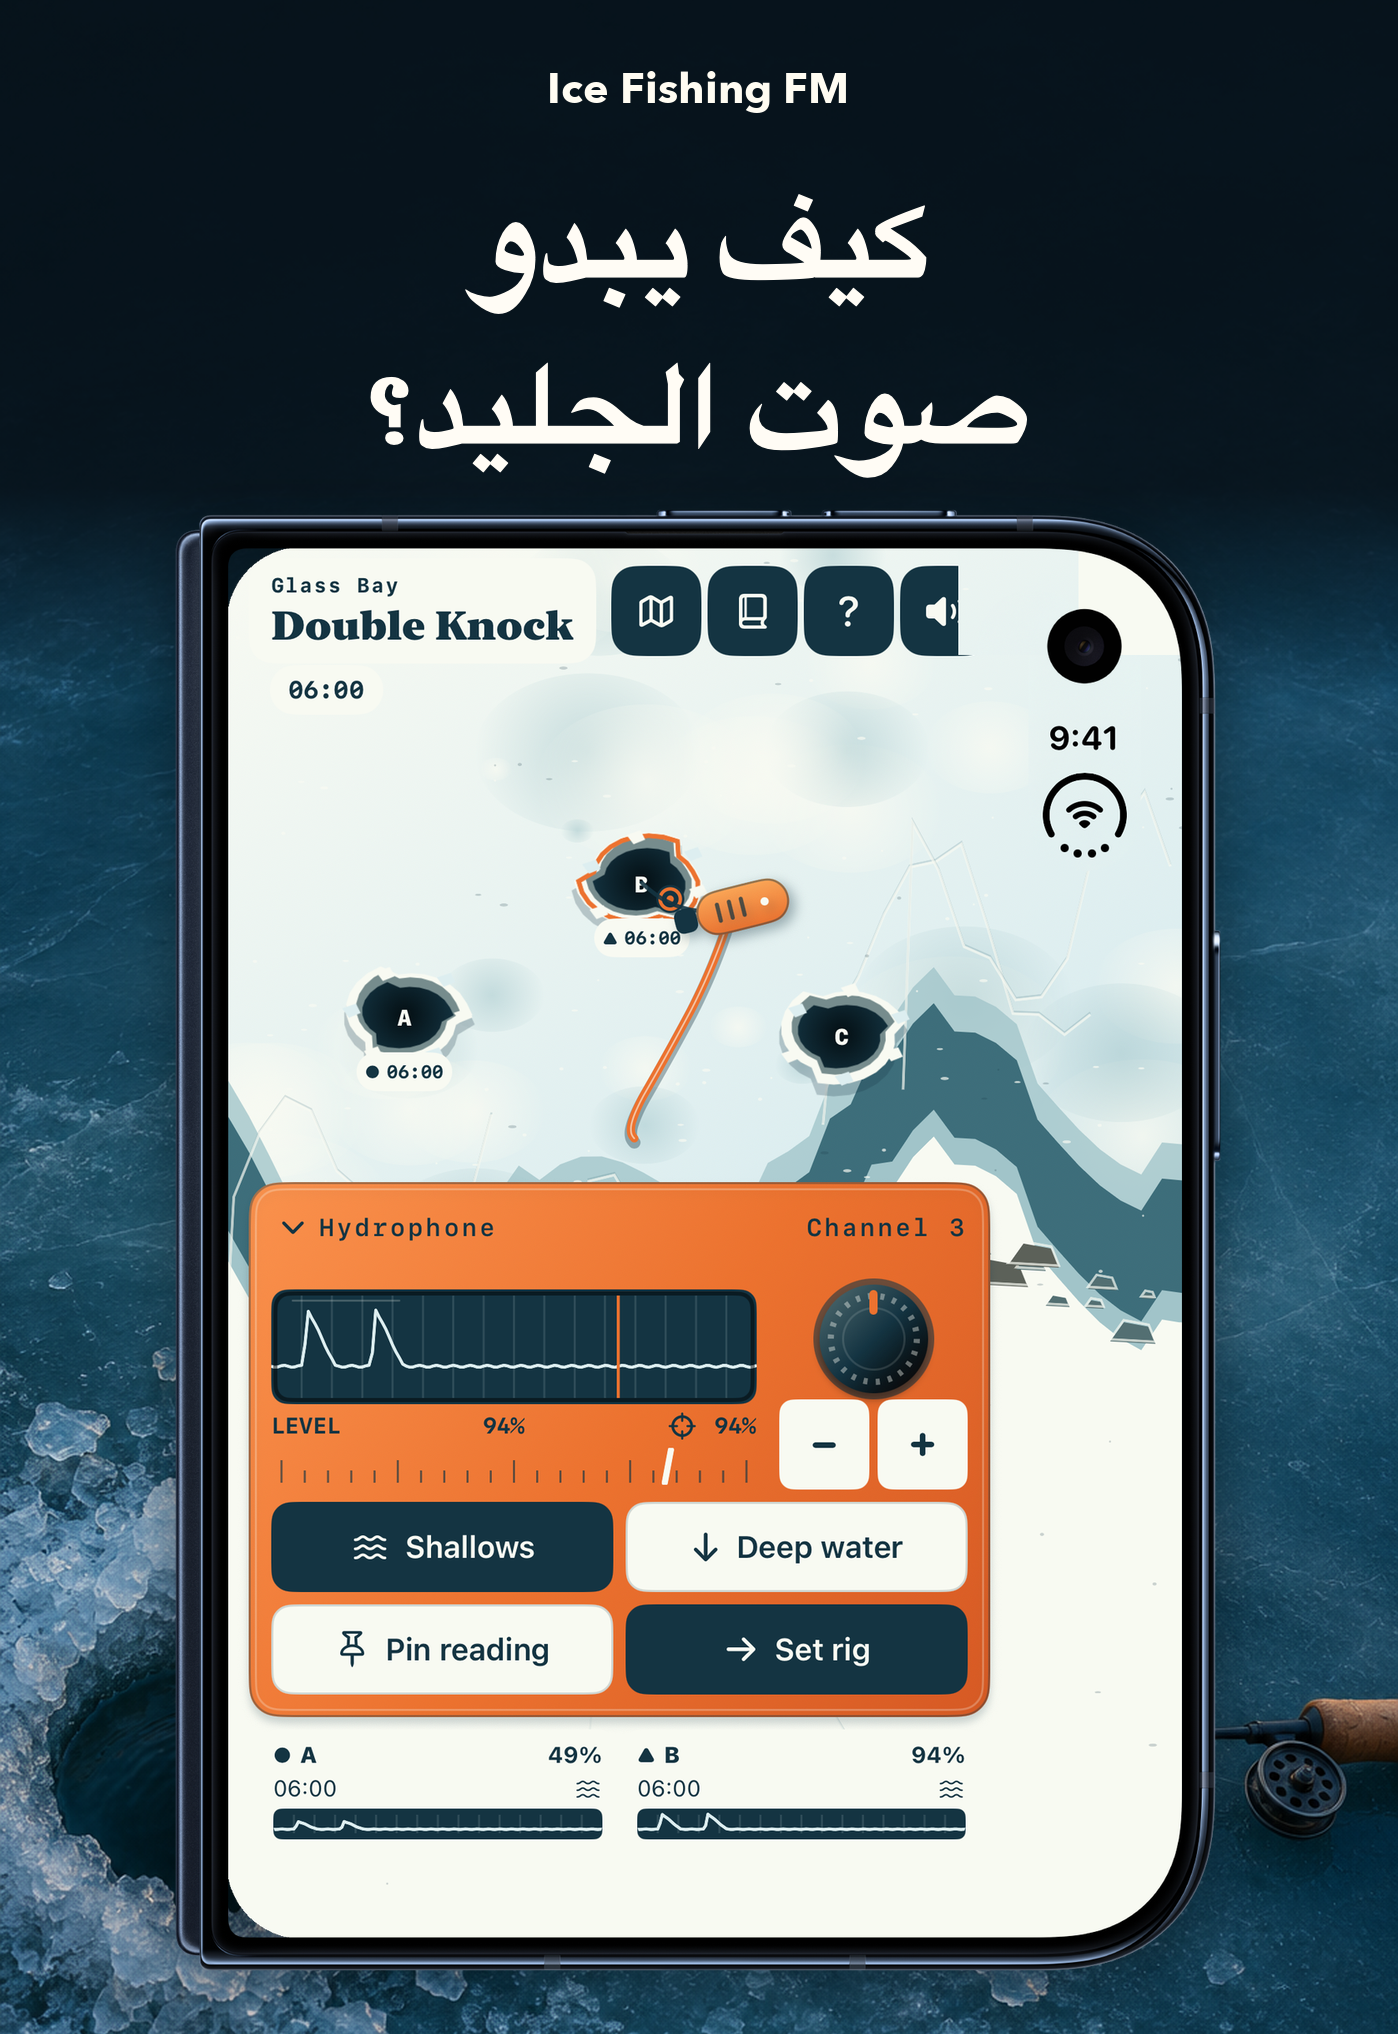 Ice Fishing FM
كيف يبدو
صوت الجليد؟
Glass Bay
Double Knock
?
06:00
9:41
B
06:00
A
06:00
C
Hydrophone
Channel 3
LEVEL 94% 94%
− +
Shallows
Deep water
Pin reading
Set rig
A 49%
06:00
B 94%
06:00